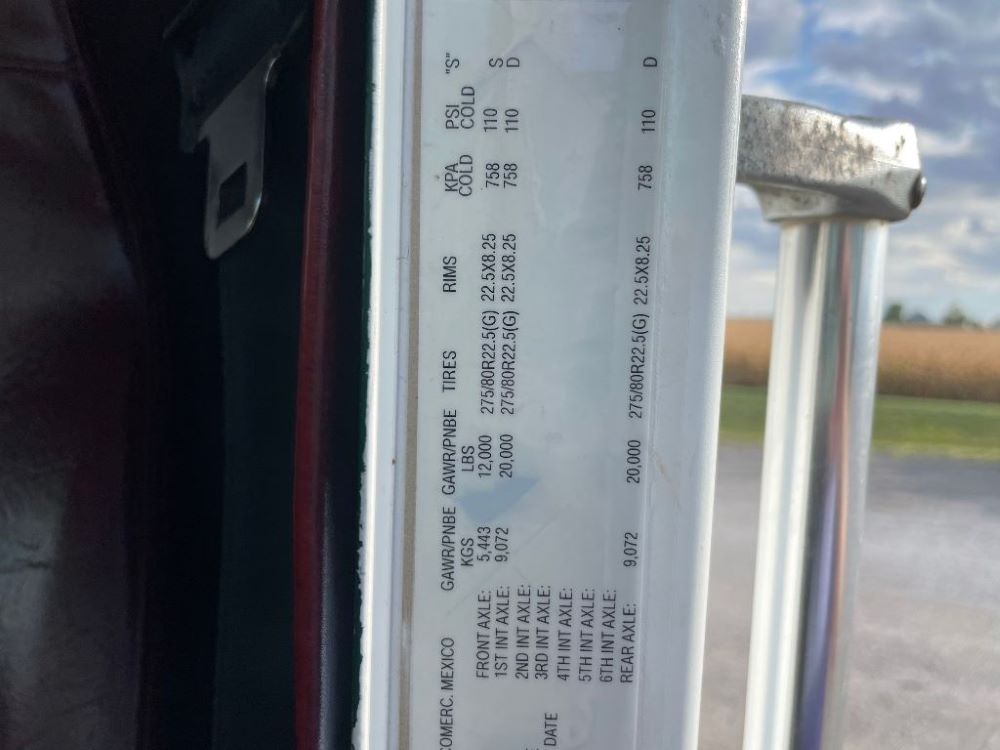 COMERC. MEXICO GAWR/PNBE GAWR/PNBE TIRES RIMS KPA PSI "S"
KGS LBS COLD COLD
FRONT AXLE: 5,443 12,000 275/80R22.5(G) 22.5X8.25 758 110 S
1ST INT AXLE: 9,072 20,000 275/80R22.5(G) 22.5X8.25 758 110 D
2ND INT AXLE:
3RD INT AXLE:
DATE
4TH INT AXLE:
5TH INT AXLE:
6TH INT AXLE:
REAR AXLE: 9,072 20,000 275/80R22.5(G) 22.5X8.25 758 110 D